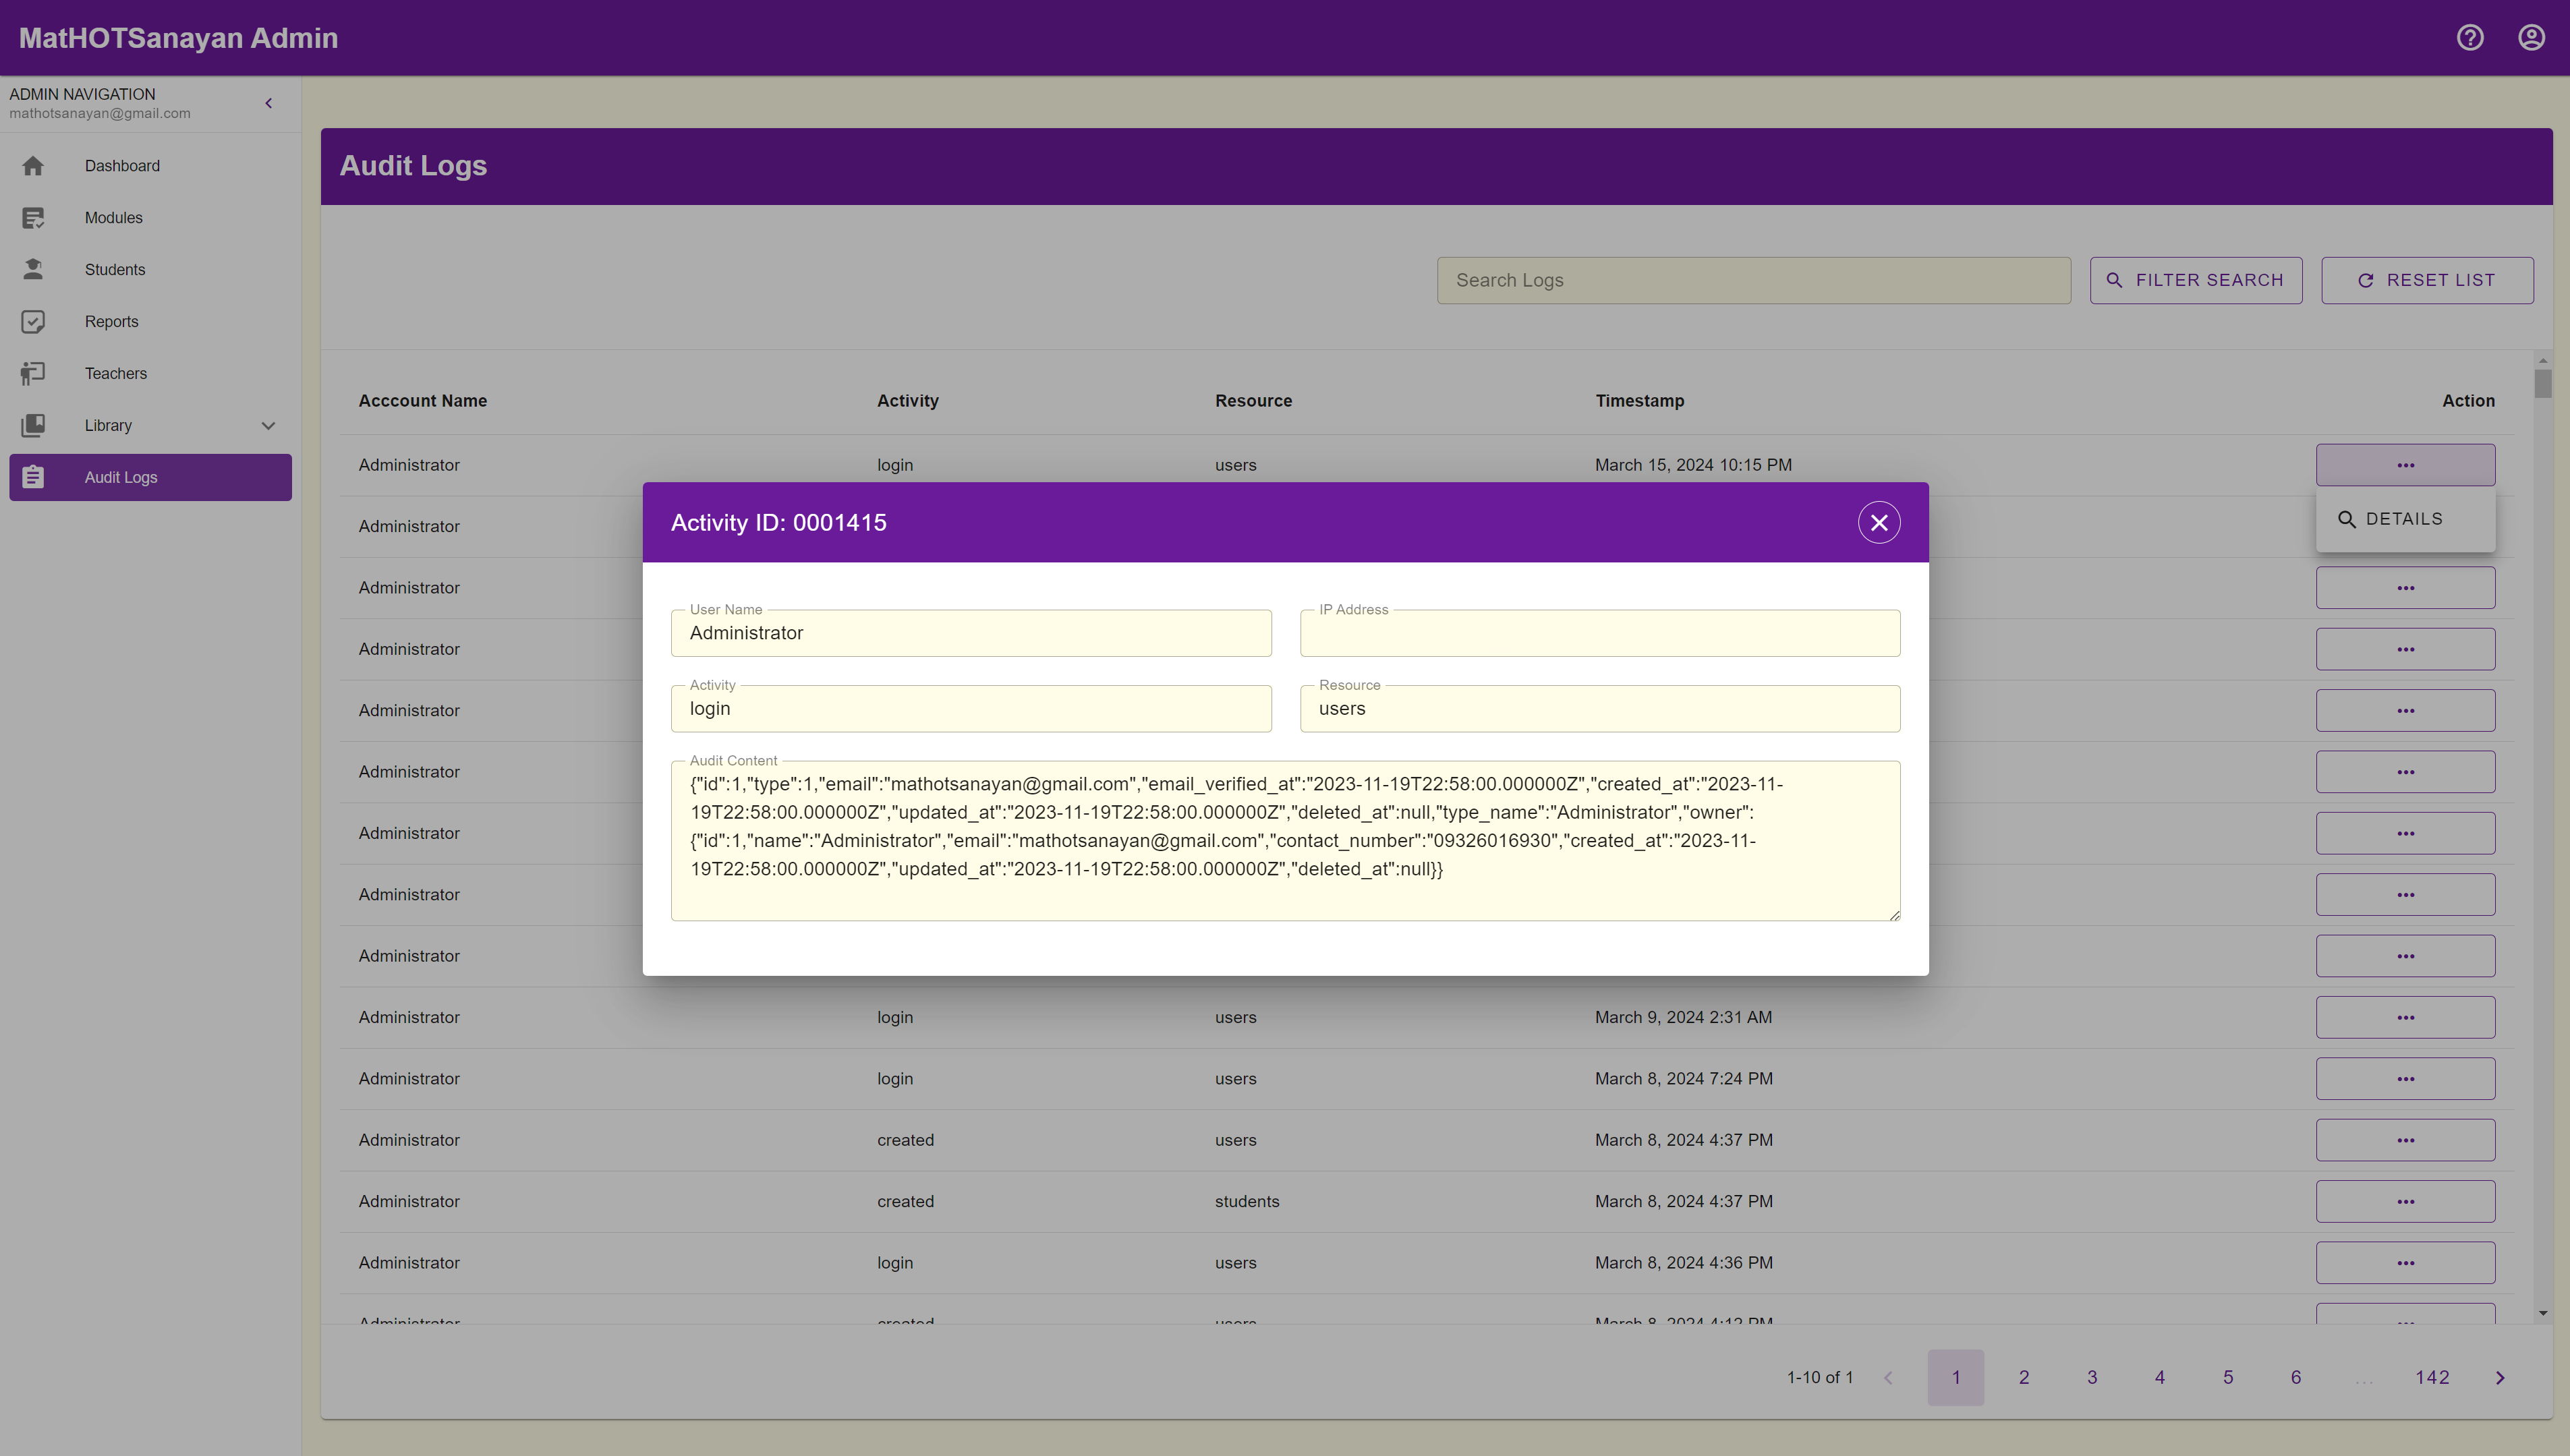 MatHOTSanayan Admin
ADMIN NAVIGATION
mathotsanayan@gmail.com
Dashboard
Modules
Students
Reports
Teachers
Library
Audit Logs
Audit Logs
Search Logs
FILTER SEARCH
RESET LIST
Acccount Name Activity Resource Timestamp Action
Administrator login users March 15, 2024 10:15 PM
DETAILS
Administrator
Administrator
Administrator
Administrator
Administrator
Administrator
Administrator
Administrator
Activity ID: 0001415
User Name
Administrator
IP Address
Activity
login
Resource
users
Audit Content
{"id":1,"type":1,"email":"mathotsanayan@gmail.com","email_verified_at":"2023-11-19T22:58:00.000000Z","created_at":"2023-11-
19T22:58:00.000000Z","updated_at":"2023-11-19T22:58:00.000000Z","deleted_at":null,"type_name":"Administrator","owner":
{"id":1,"name":"Administrator","email":"mathotsanayan@gmail.com","contact_number":"09326016930","created_at":"2023-11-
19T22:58:00.000000Z","updated_at":"2023-11-19T22:58:00.000000Z","deleted_at":null}}
Administrator login users March 9, 2024 2:31 AM
Administrator login users March 8, 2024 7:24 PM
Administrator created users March 8, 2024 4:37 PM
Administrator created students March 8, 2024 4:37 PM
Administrator login users March 8, 2024 4:36 PM
Administrator created users March 8, 2024 4:12 PM
1-10 of 1 1 2 3 4 5 6 ... 142